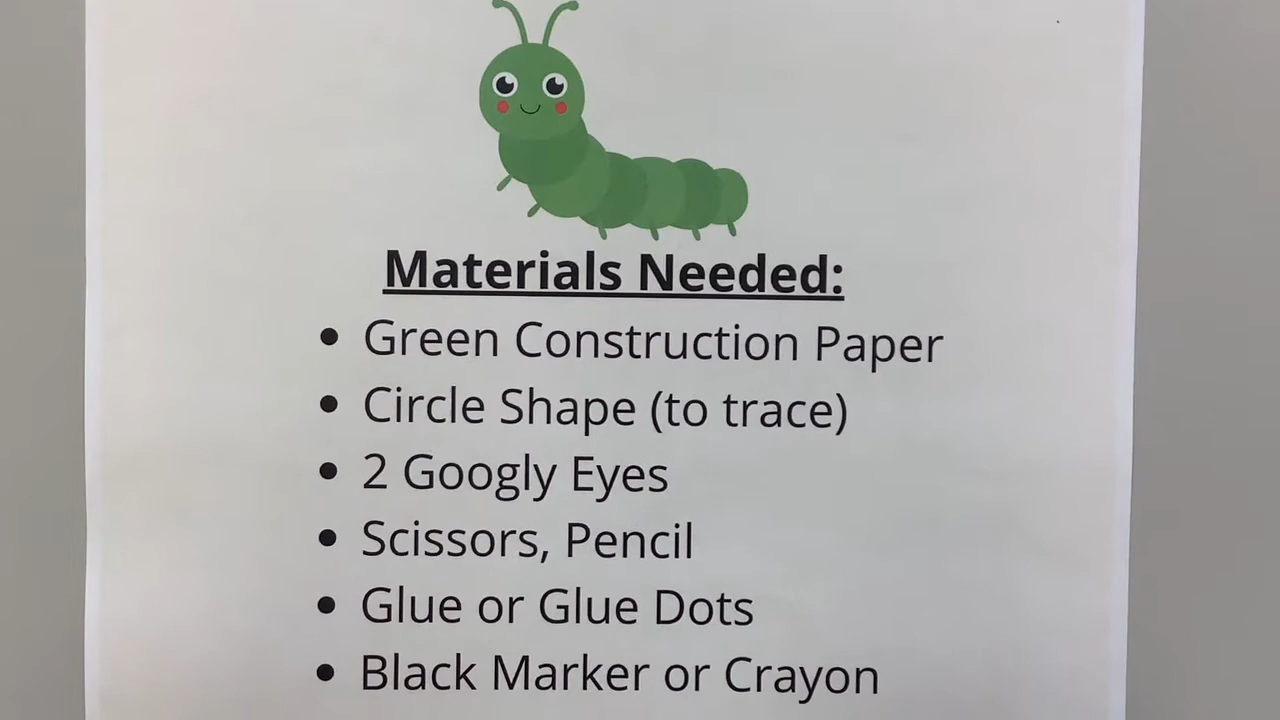 Materials Needed:
• Green Construction Paper
• Circle Shape (to trace)
• 2 Googly Eyes
• Scissors, Pencil
• Glue or Glue Dots
• Black Marker or Crayon